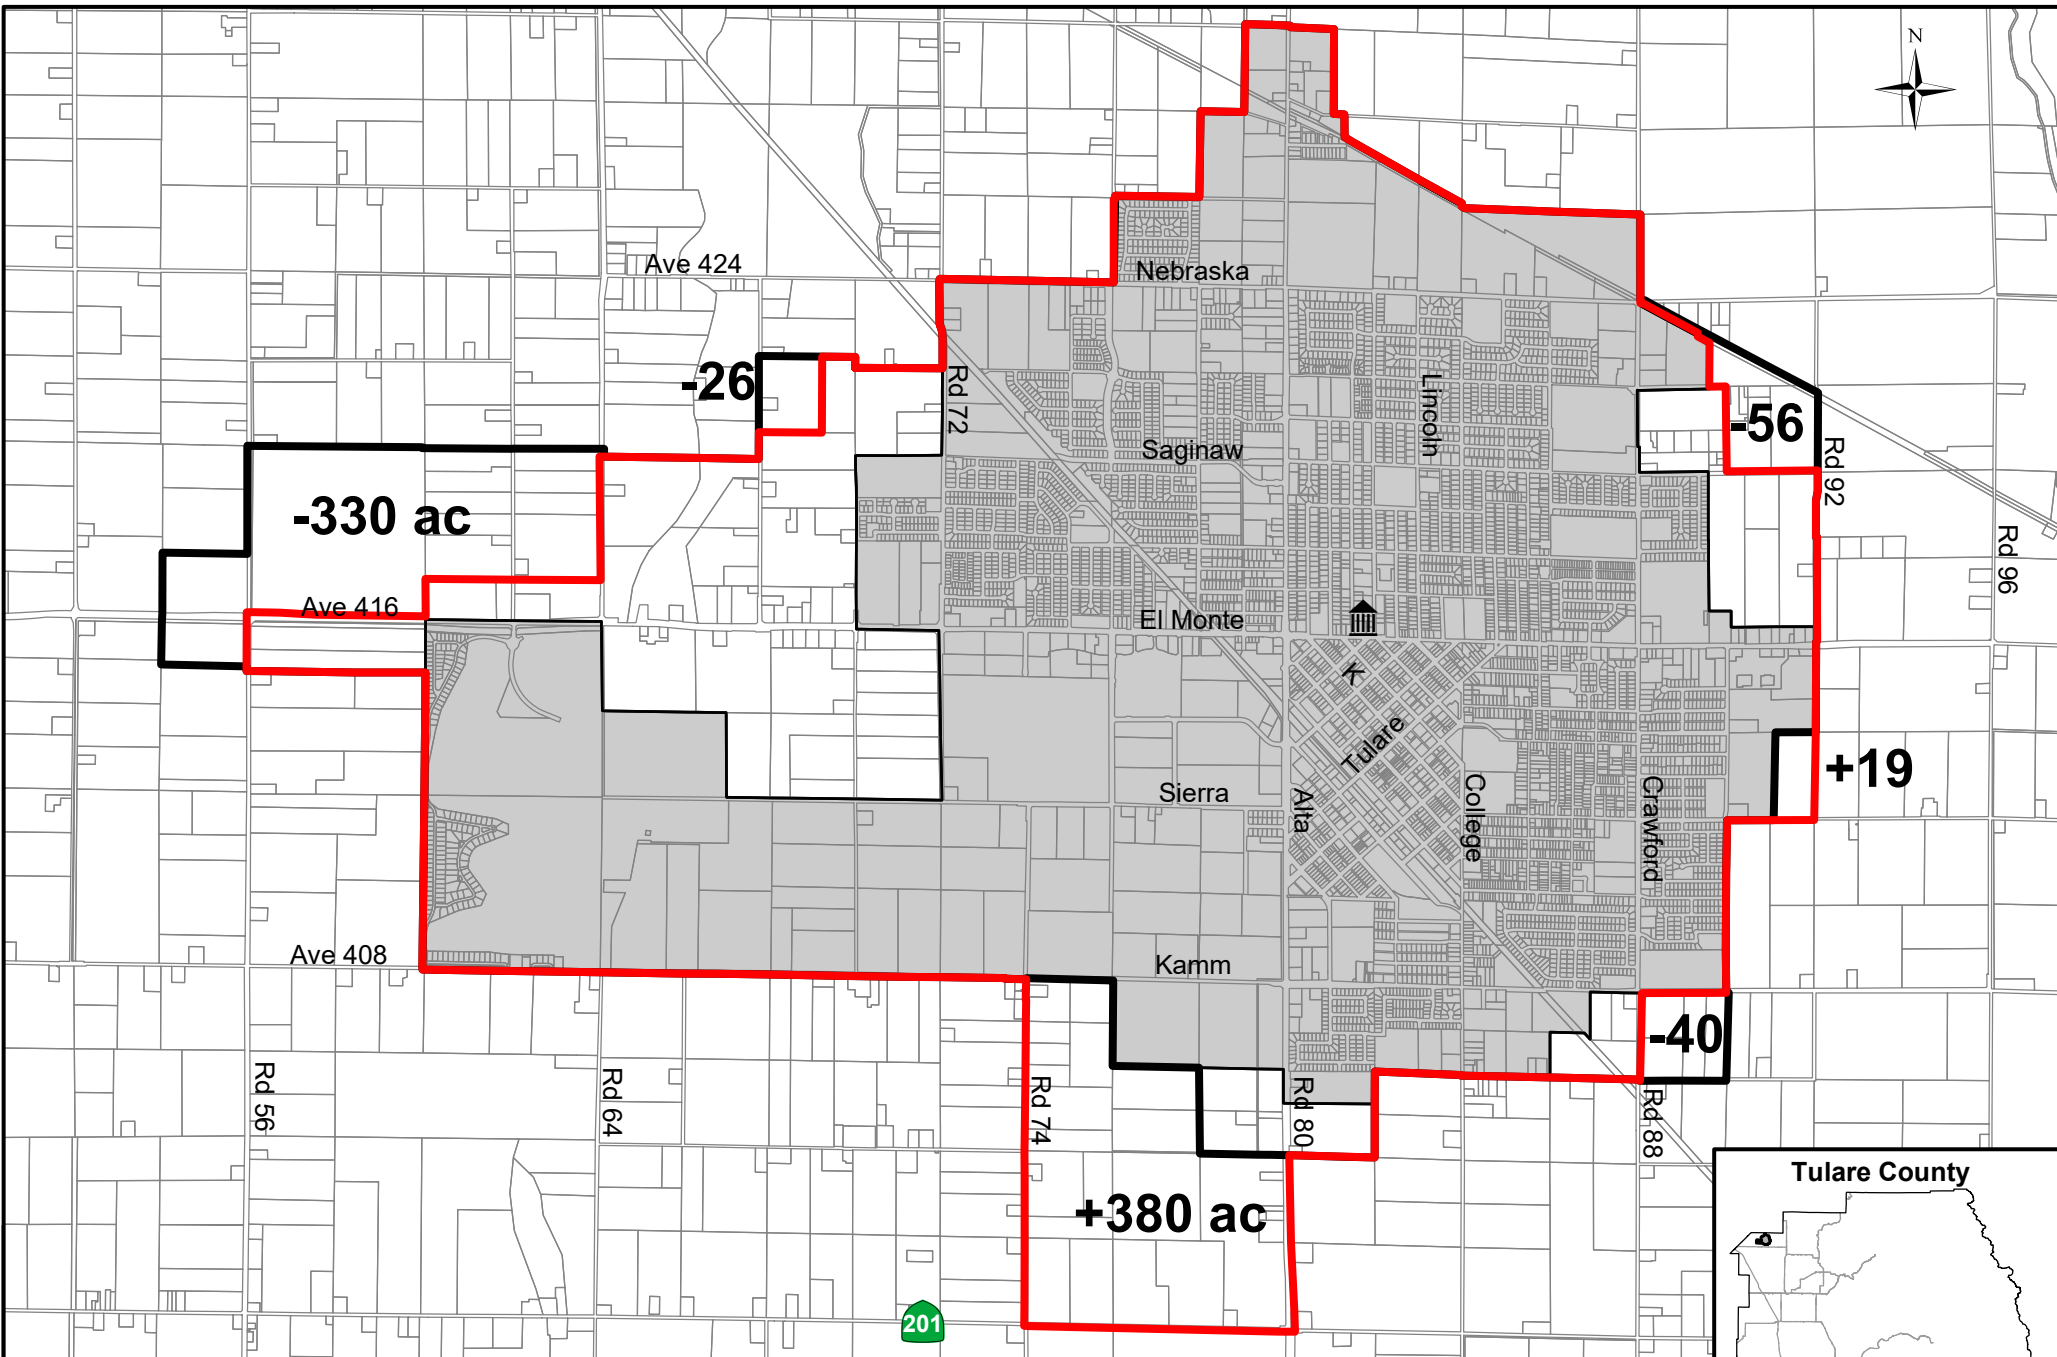 N
Ave 424
Nebraska
-26
Rd 72
Lincoln
-56
Saginaw
Rd 92
-330 ac
Rd 96
Ave 416
El Monte
K
Tulare
+19
Sierra
Alta
College
Crawford
Ave 408
Kamm
-40
Rd 56
Rd 64
Rd 74
Rd 80
Rd 88
+380 ac
Tulare County
201